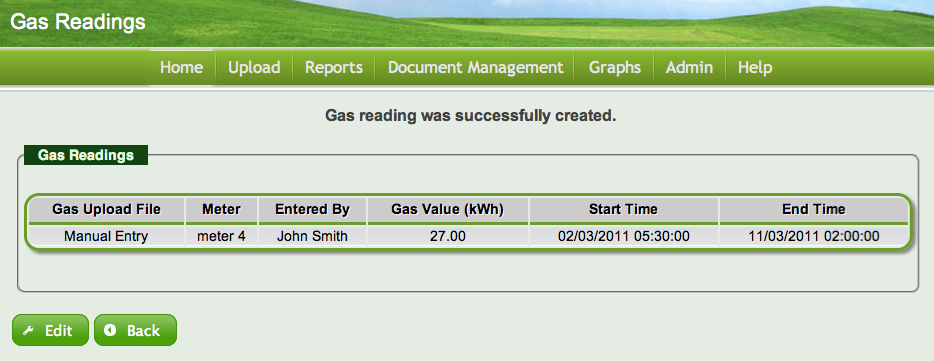 Gas Readings
Home Upload Reports Document Management Graphs Admin Help
Gas reading was successfully created.
Gas Readings
Gas Upload File Meter Entered By Gas Value (kWh) Start Time End Time
Manual Entry meter 4 John Smith 27.00 02/03/2011 05:30:00 11/03/2011 02:00:00
Edit Back